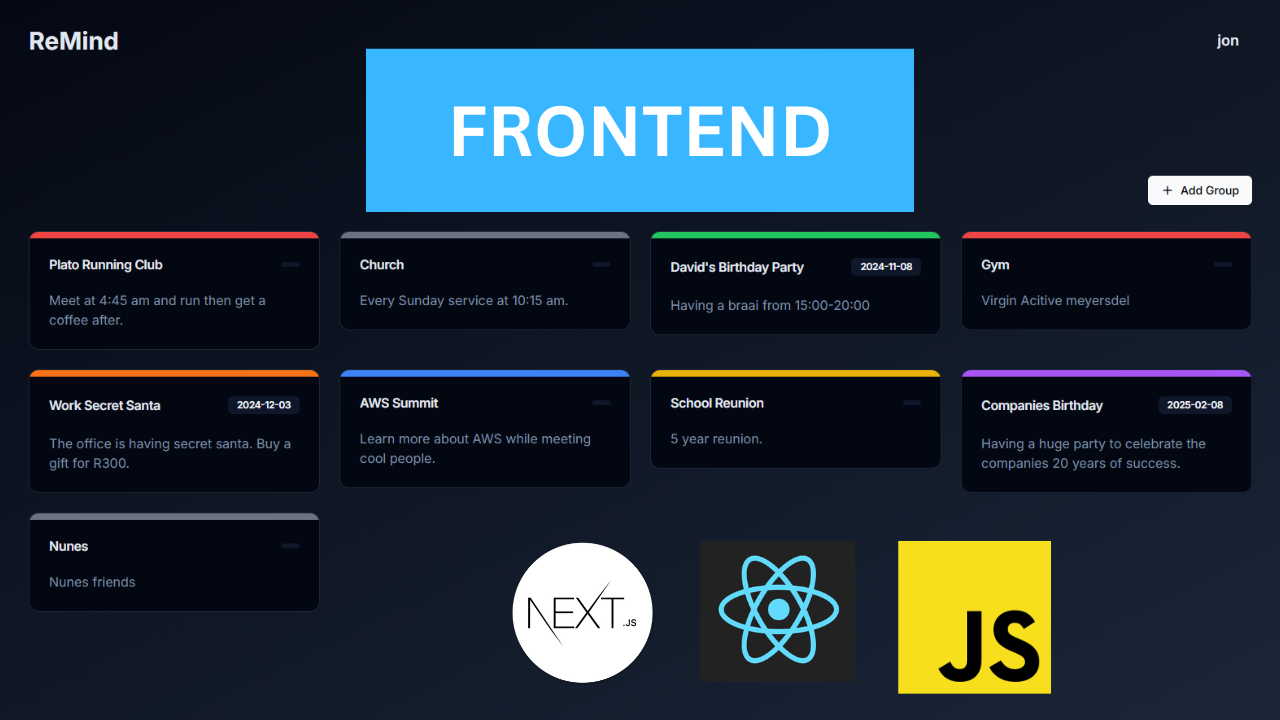 ReMind
jon
FRONTEND
+ Add Group
Plato Running Club
Meet at 4:45 am and run then get a
coffee after.
Church
Every Sunday service at 10:15 am.
David's Birthday Party
2024-11-08
Having a braai from 15:00-20:00
Gym
Virgin Acitive meyersdel
Work Secret Santa
2024-12-03
The office is having secret santa. Buy a
gift for R300.
AWS Summit
Learn more about AWS while meeting
cool people.
School Reunion
5 year reunion.
Companies Birthday
2025-02-08
Having a huge party to celebrate the
companies 20 years of success.
Nunes
Nunes friends
NEXT.JS
JS